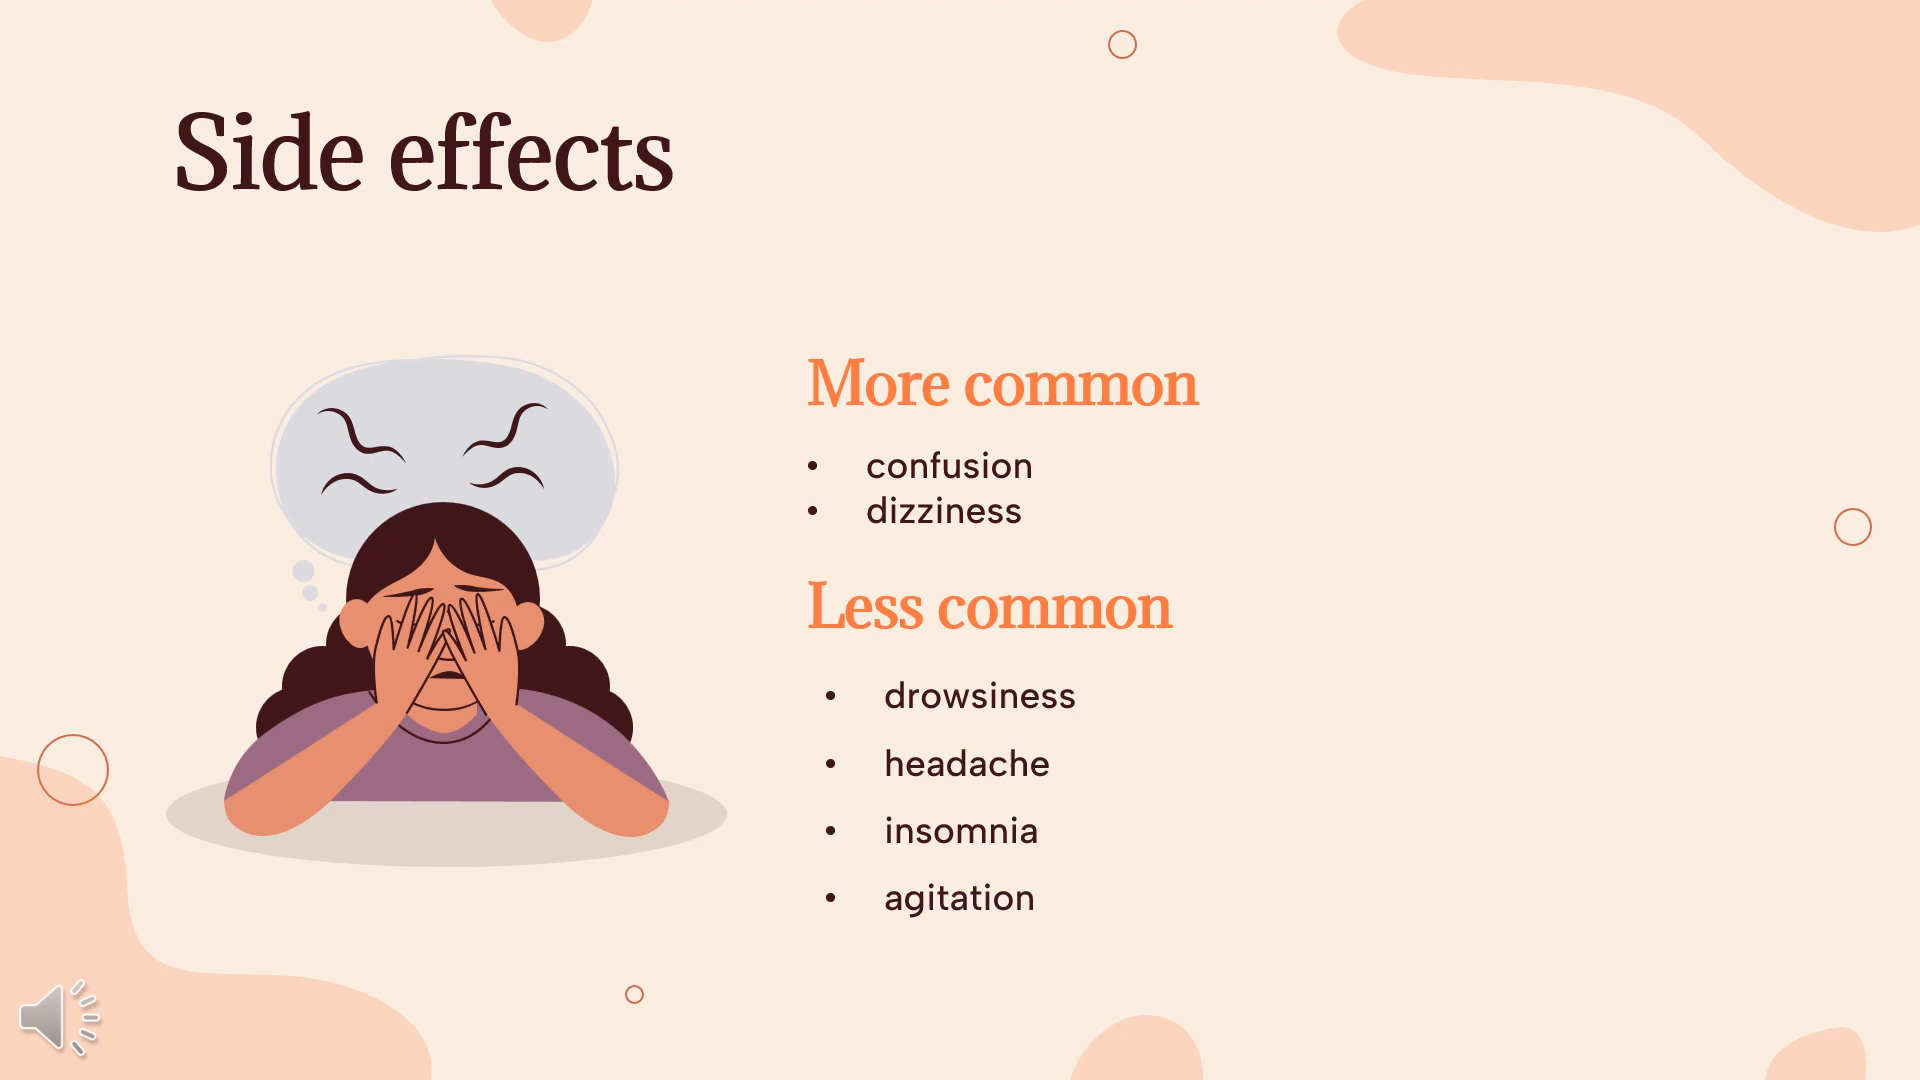 Side effects
More common
• confusion
• dizziness
Less common
• drowsiness
• headache
• insomnia
• agitation